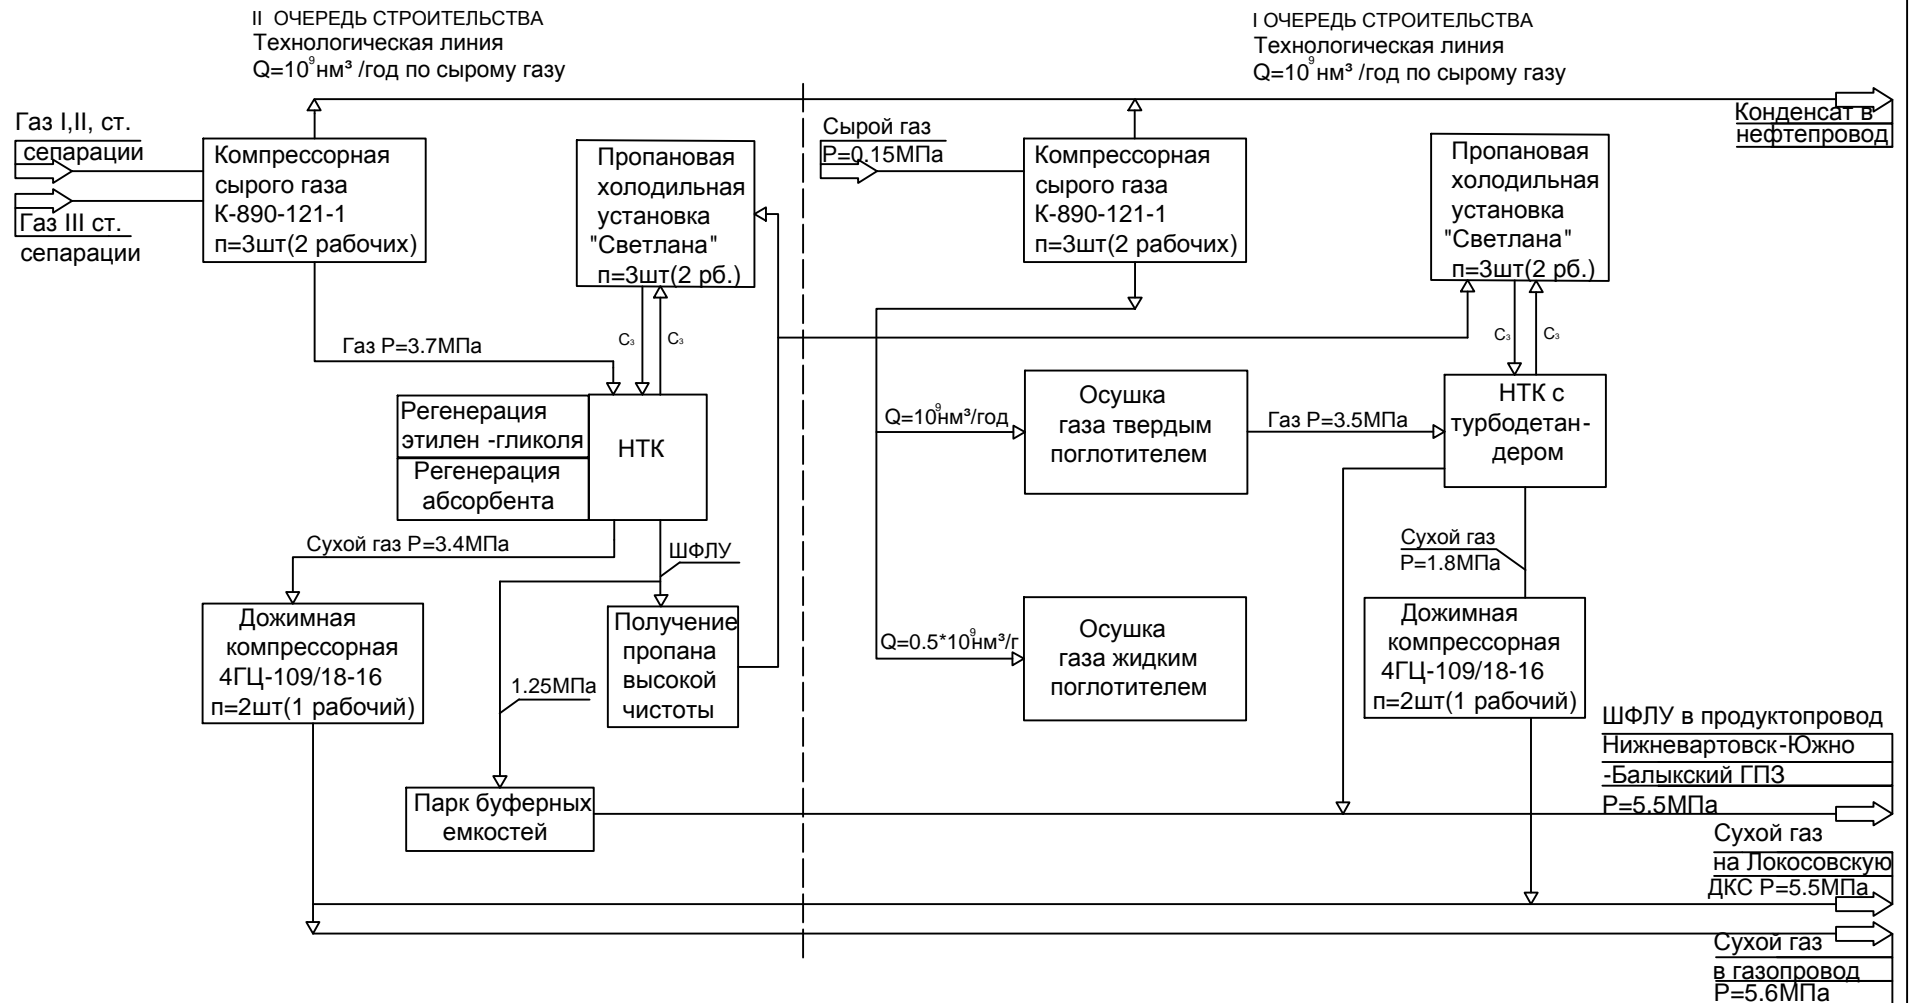 II ОЧЕРЕДЬ СТРОИТЕЛЬСТВА
Технологическая линия
Q=10⁹нм³ /год по сырому газу
I ОЧЕРЕДЬ СТРОИТЕЛЬСТВА
Технологическая линия
Q=10⁹нм³ /год по сырому газу
Газ I,II, ст.
сепарации
Газ III ст.
сепарации
Компрессорная
сырого газа
К-890-121-1
п=3шт(2 рабочих)
Пропановая
холодильная
установка
"Светлана"
п=3шт(2 рб.)
Сырой газ
Р=0.15МПа
Компрессорная
сырого газа
К-890-121-1
п=3шт(2 рабочих)
Пропановая
холодильная
установка
"Светлана"
п=3шт(2 рб.)
Конденсат в
нефтепровод
Газ Р=3.7МПа
С₃
С₃
С₃
С₃
Регенерация
этилен -гликоля
Регенерация
абсорбента
НТК
Q=10⁹нм³/год
Осушка
газа твердым
поглотителем
Газ Р=3.5МПа
НТК с
турбодетан-
дером
Сухой газ Р=3.4МПа
ШФЛУ
Сухой газ
Р=1.8МПа
Дожимная
компрессорная
4ГЦ-109/18-16
п=2шт(1 рабочий)
Получение
пропана
высокой
чистоты
1.25МПа
Q=0.5*10⁹нм³/г
Осушка
газа жидким
поглотителем
Дожимная
компрессорная
4ГЦ-109/18-16
п=2шт(1 рабочий)
Парк буферных
емкостей
ШФЛУ в продуктопровод
Нижневартовск-Южно
-Балыкский ГПЗ
Р=5.5МПа
Сухой газ
на Локосовскую
ДКС Р=5.5МПа
Сухой газ
в газопровод
Р=5.6МПа